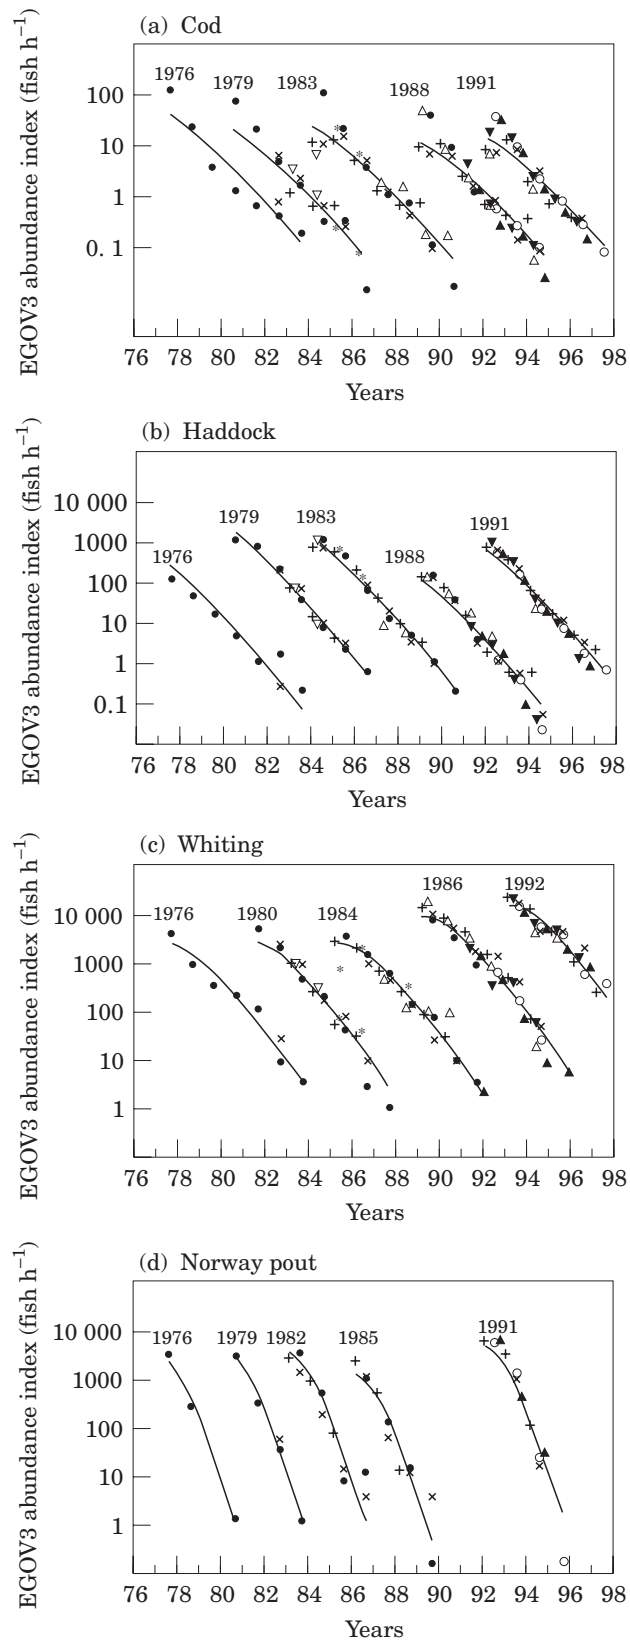 (a) Cod
EGOV3 abundance index (fish h⁻¹)
1976
1979
1983
1988
1991
100
10
1
0.1
76 78 80 82 84 86 88 90 92 94 96 98
Years
(b) Haddock
EGOV3 abundance index (fish h⁻¹)
1976
1979
1983
1988
1991
10 000
1000
100
10
1
0.1
76 78 80 82 84 86 88 90 92 94 96 98
Years
(c) Whiting
EGOV3 abundance index (fish h⁻¹)
1976
1980
1984
1986
1992
10 000
1000
100
10
1
76 78 80 82 84 86 88 90 92 94 96 98
Years
(d) Norway pout
EGOV3 abundance index (fish h⁻¹)
1976
1979
1982
1985
1991
10 000
1000
100
10
1
76 78 80 82 84 86 88 90 92 94 96 98
Years